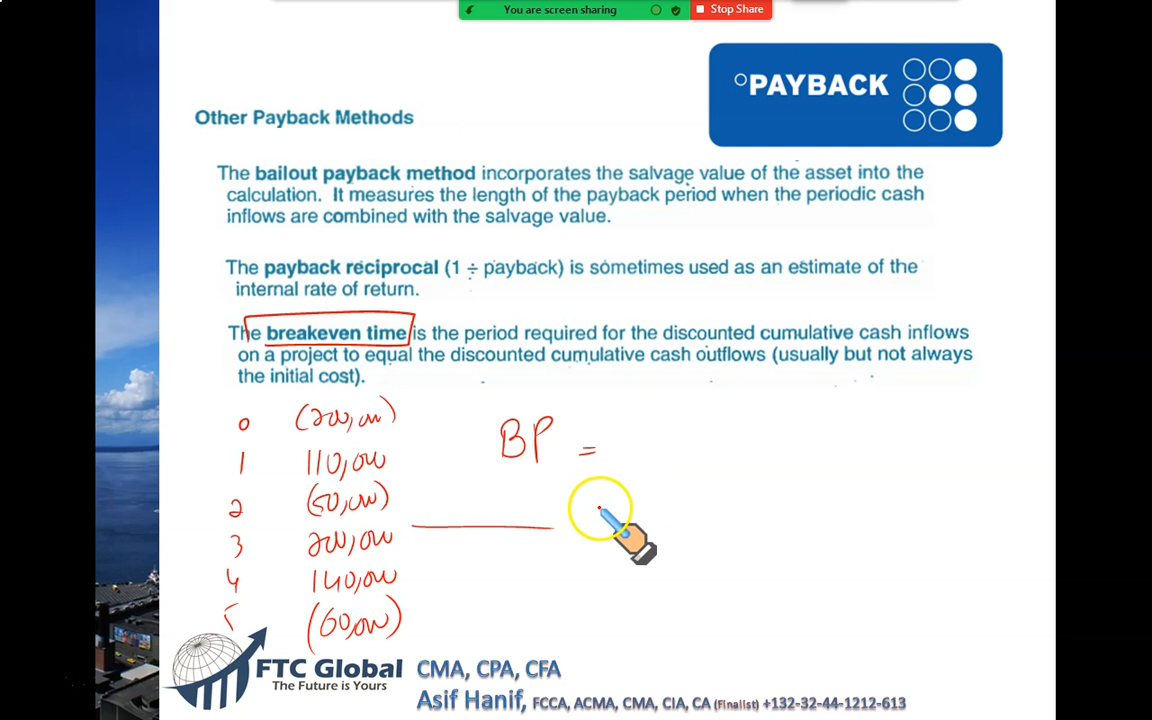 You are screen sharing
Stop Share
PAYBACK
Other Payback Methods
The bailout payback method incorporates the salvage value of the asset into the
calculation. It measures the length of the payback period when the periodic cash
inflows are combined with the salvage value.
The payback reciprocal (1 ÷ payback) is sometimes used as an estimate of the
internal rate of return.
The breakeven time is the period required for the discounted cumulative cash inflows
on a project to equal the discounted cumulative cash outflows (usually but not always
the initial cost).
0 (200,000)
1 110,000
2 (50,000)
3 200,000
4 140,000
5 (60,000)
BP =
FTC Global
The Future is Yours
CMA, CPA, CFA
Asif Hanif, FCCA, ACMA, CMA, CIA, CA (Finalist) +132-32-44-1212-613